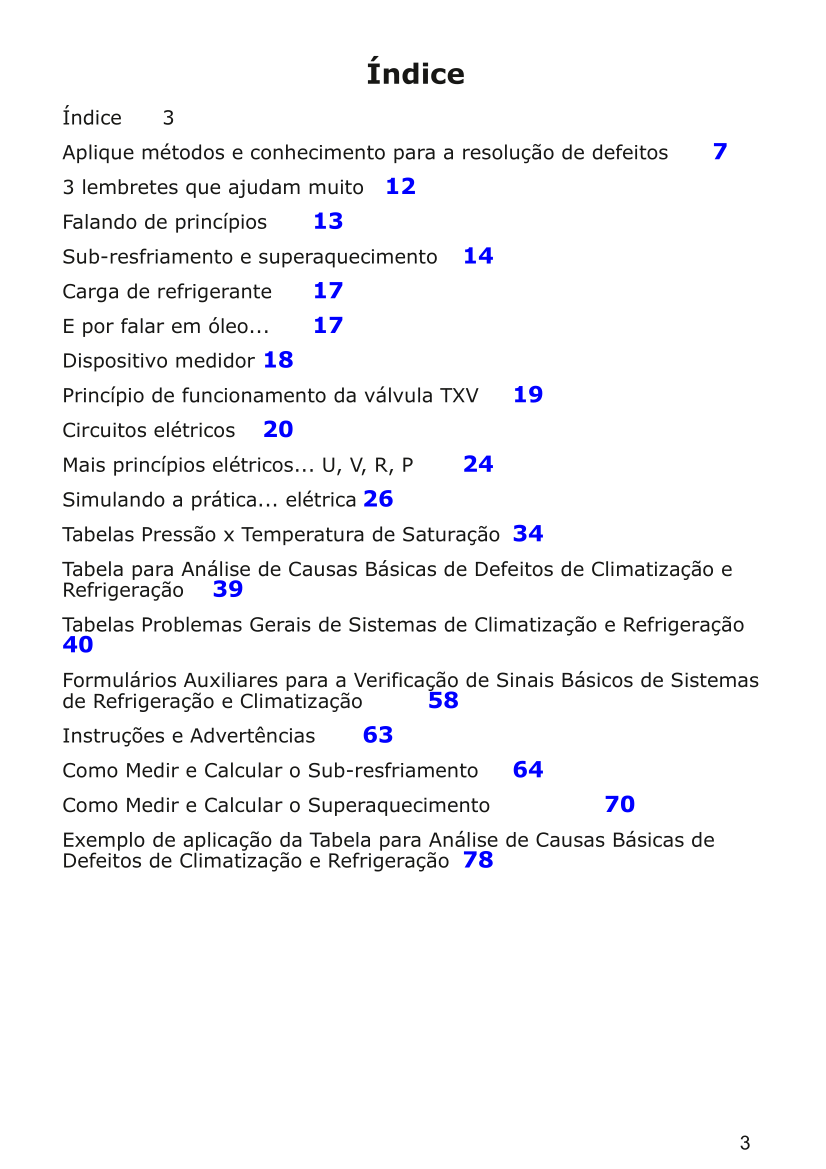 Índice
Índice 3
Aplique métodos e conhecimento para a resolução de defeitos 7
3 lembretes que ajudam muito 12
Falando de princípios 13
Sub-resfriamento e superaquecimento 14
Carga de refrigerante 17
E por falar em óleo... 17
Dispositivo medidor 18
Princípio de funcionamento da válvula TXV 19
Circuitos elétricos 20
Mais princípios elétricos... U, V, R, P 24
Simulando a prática... elétrica 26
Tabelas Pressão x Temperatura de Saturação 34
Tabela para Análise de Causas Básicas de Defeitos de Climatização e
Refrigeração 39
Tabelas Problemas Gerais de Sistemas de Climatização e Refrigeração
40
Formulários Auxiliares para a Verificação de Sinais Básicos de Sistemas
de Refrigeração e Climatização 58
Instruções e Advertências 63
Como Medir e Calcular o Sub-resfriamento 64
Como Medir e Calcular o Superaquecimento 70
Exemplo de aplicação da Tabela para Análise de Causas Básicas de
Defeitos de Climatização e Refrigeração 78
3